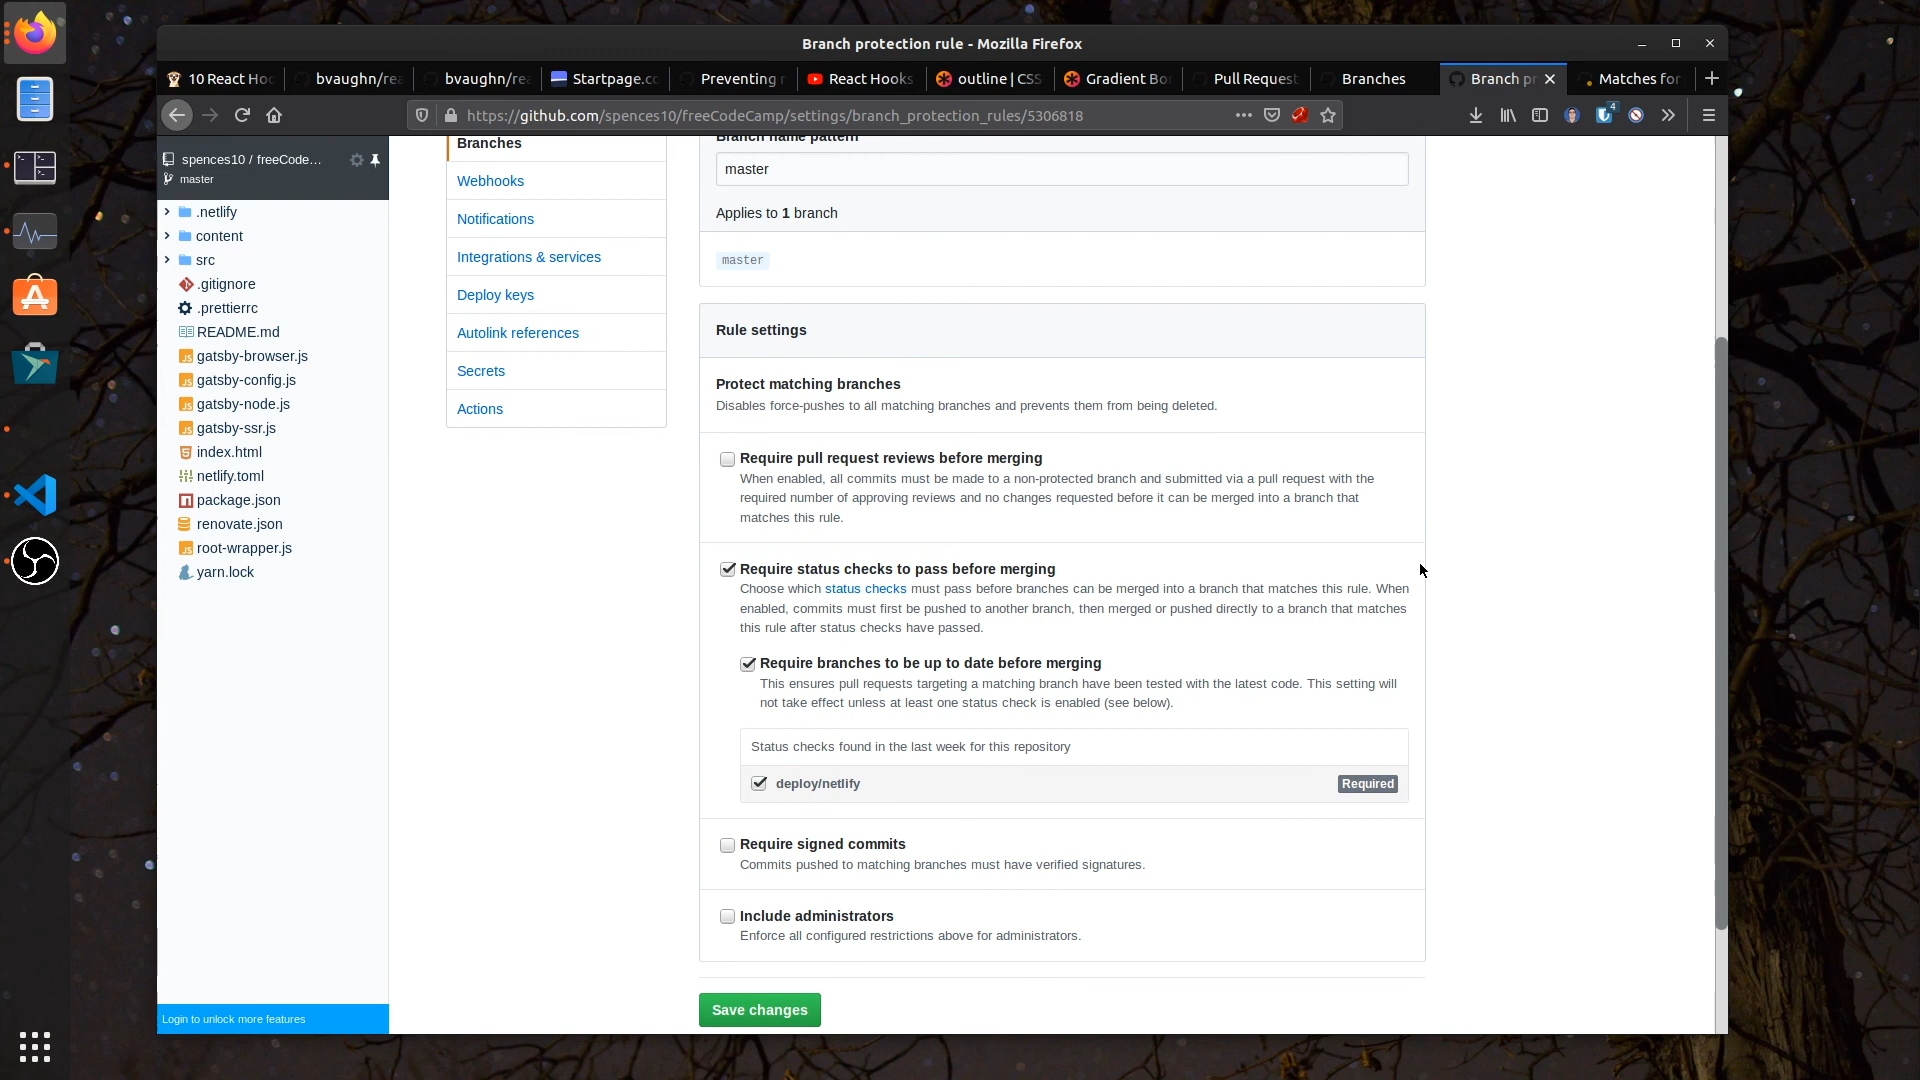 Branch protection rule - Mozilla Firefox
10 React Hoo
bvaughn/rea
bvaughn/rea
Startpage.co
Preventing r
React Hooks
outline | CSS
Gradient Bor
Pull Request
Branches
Branch pr
Matches for
https://github.com/spences10/freeCodeCamp/settings/branch_protection_rules/5306818
4
spences10 / freeCode...
master
.netlify
content
src
.gitignore
.prettierrc
README.md
gatsby-browser.js
gatsby-config.js
gatsby-node.js
gatsby-ssr.js
index.html
netlify.toml
package.json
renovate.json
root-wrapper.js
yarn.lock
Login to unlock more features
Branches
Webhooks
Notifications
Integrations & services
Deploy keys
Autolink references
Secrets
Actions
Branch name pattern
master
Applies to 1 branch
master
Rule settings
Protect matching branches
Disables force-pushes to all matching branches and prevents them from being deleted.
Require pull request reviews before merging
When enabled, all commits must be made to a non-protected branch and submitted via a pull request with the
required number of approving reviews and no changes requested before it can be merged into a branch that
matches this rule.
Require status checks to pass before merging
Choose which status checks must pass before branches can be merged into a branch that matches this rule. When
enabled, commits must first be pushed to another branch, then merged or pushed directly to a branch that matches
this rule after status checks have passed.
Require branches to be up to date before merging
This ensures pull requests targeting a matching branch have been tested with the latest code. This setting will
not take effect unless at least one status check is enabled (see below).
Status checks found in the last week for this repository
deploy/netlify
Required
Require signed commits
Commits pushed to matching branches must have verified signatures.
Include administrators
Enforce all configured restrictions above for administrators.
Save changes